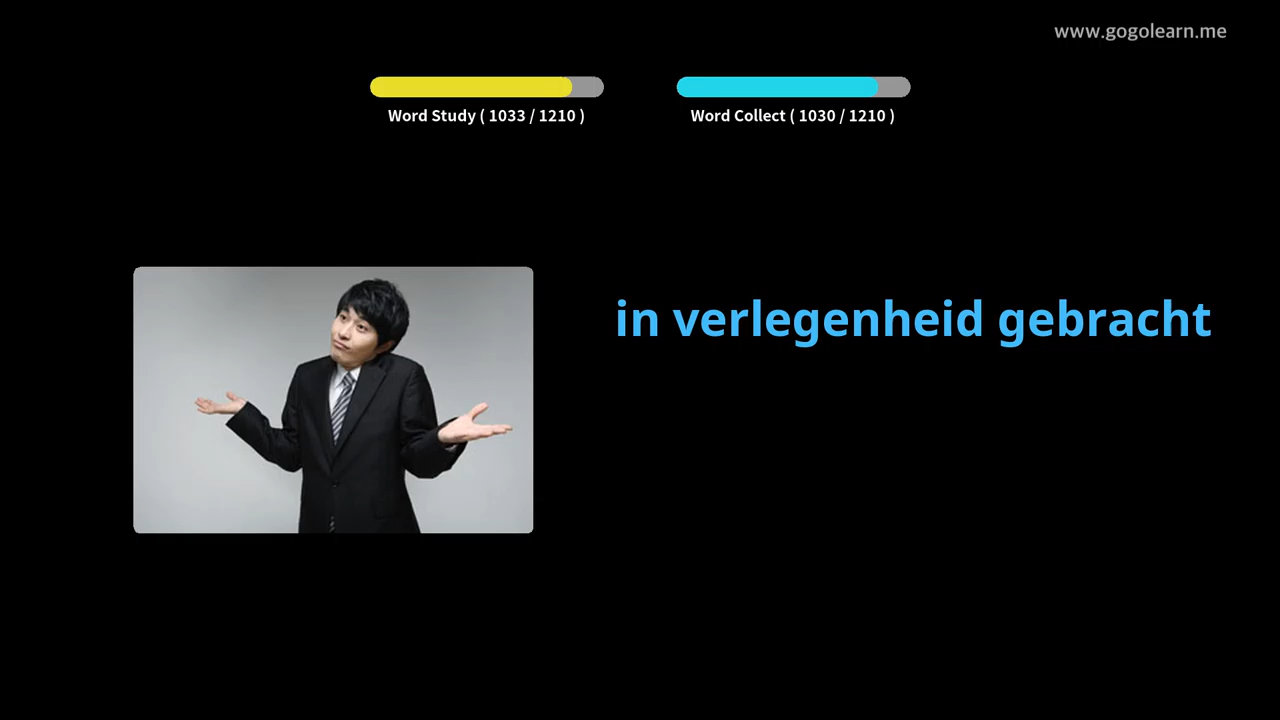 www.gogolearn.me
Word Study ( 1033 / 1210 )
Word Collect ( 1030 / 1210 )
in verlegenheid gebracht